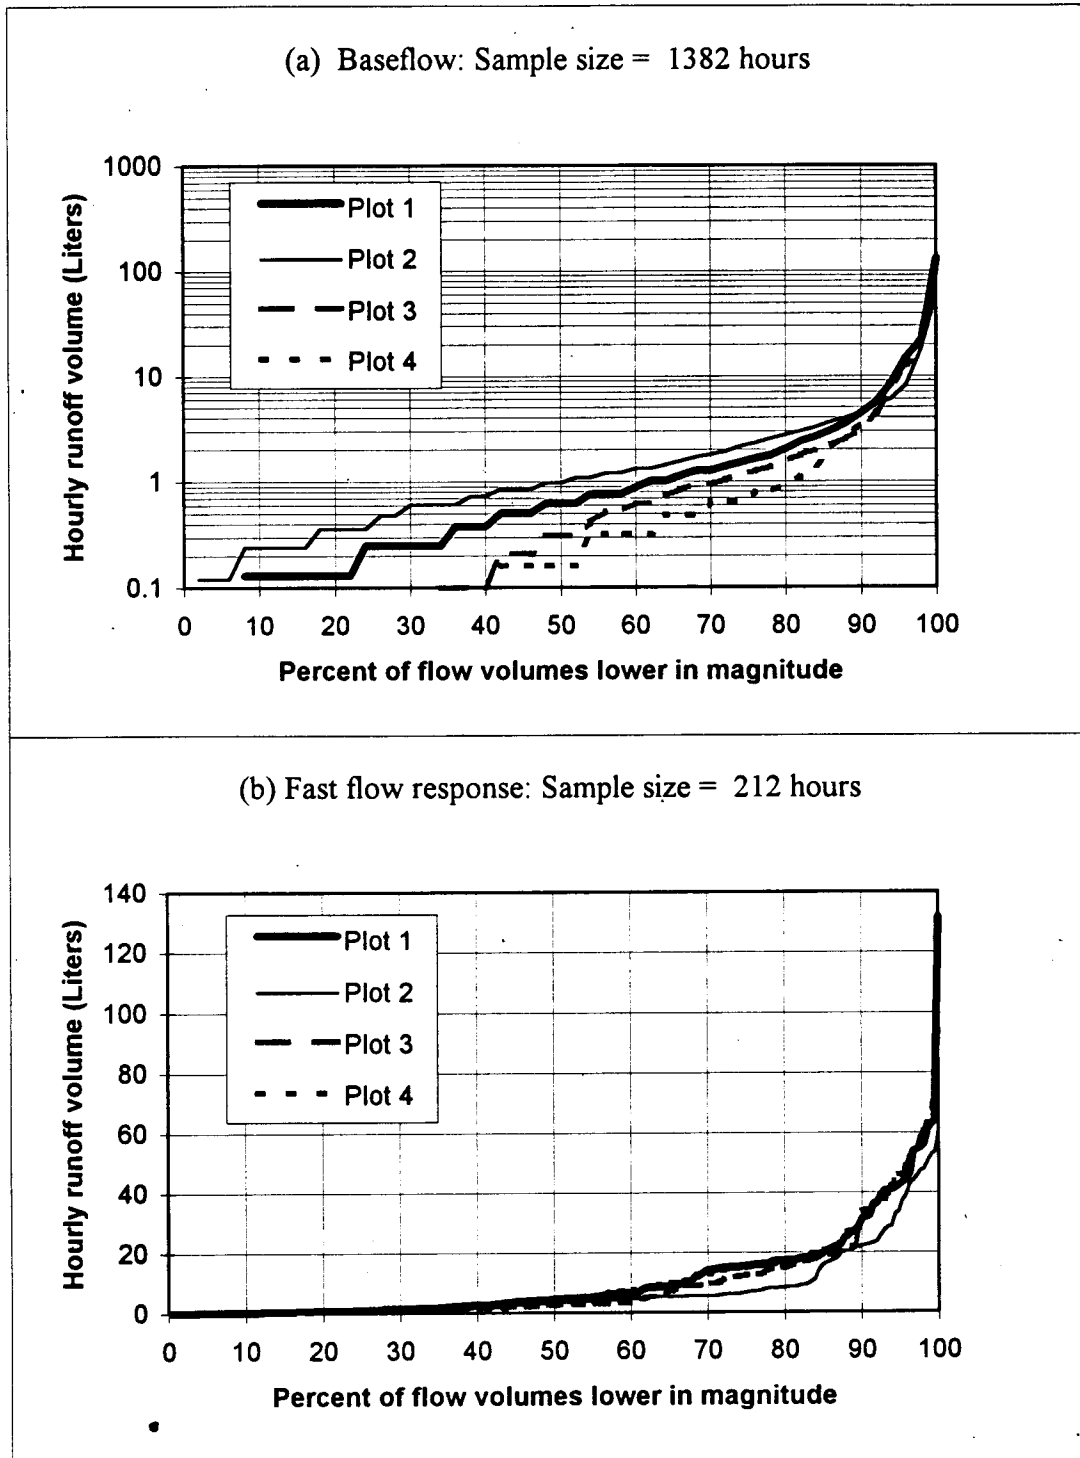 (a) Baseflow: Sample size = 1382 hours
Hourly runoff volume (Liters)
1000
100
10
1
0.1
Plot 1
Plot 2
Plot 3
Plot 4
0 10 20 30 40 50 60 70 80 90 100
Percent of flow volumes lower in magnitude
(b) Fast flow response: Sample size = 212 hours
Hourly runoff volume (Liters)
140
120
100
80
60
40
20
0
Plot 1
Plot 2
Plot 3
Plot 4
0 10 20 30 40 50 60 70 80 90 100
Percent of flow volumes lower in magnitude